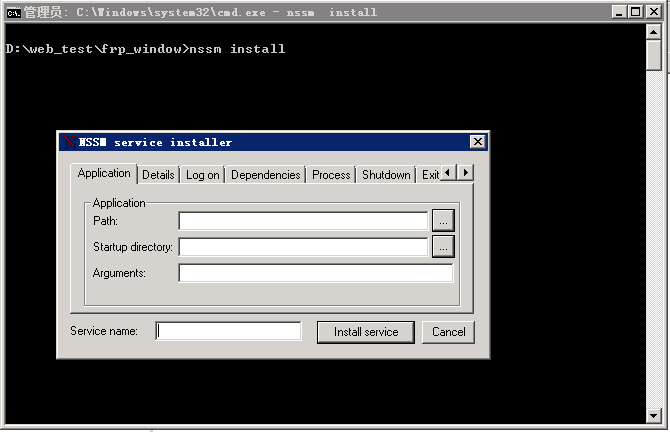 管理员: C:\Windows\system32\cmd.exe - nssm  install
D:\web_test\frp_window>nssm install
NSSM service installer
Application Details Log on Dependencies Process Shutdown Exit
Application
Path: ...
Startup directory: ...
Arguments:
Service name: Install service Cancel